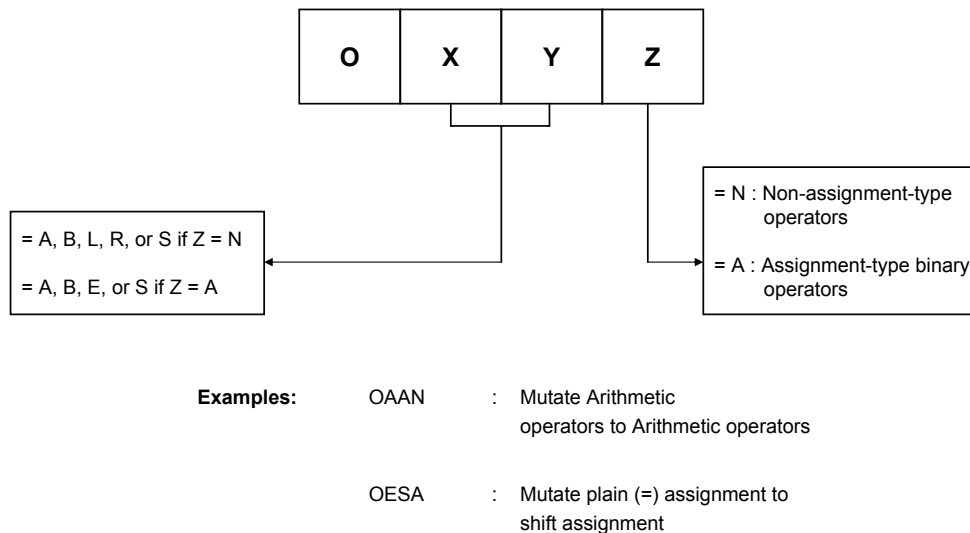 O X Y Z
= N : Non-assignment-type
operators
= A : Assignment-type binary
operators
= A, B, L, R, or S if Z = N
= A, B, E, or S if Z = A
Examples: OAAN : Mutate Arithmetic
operators to Arithmetic operators
OESA : Mutate plain (=) assignment to
shift assignment